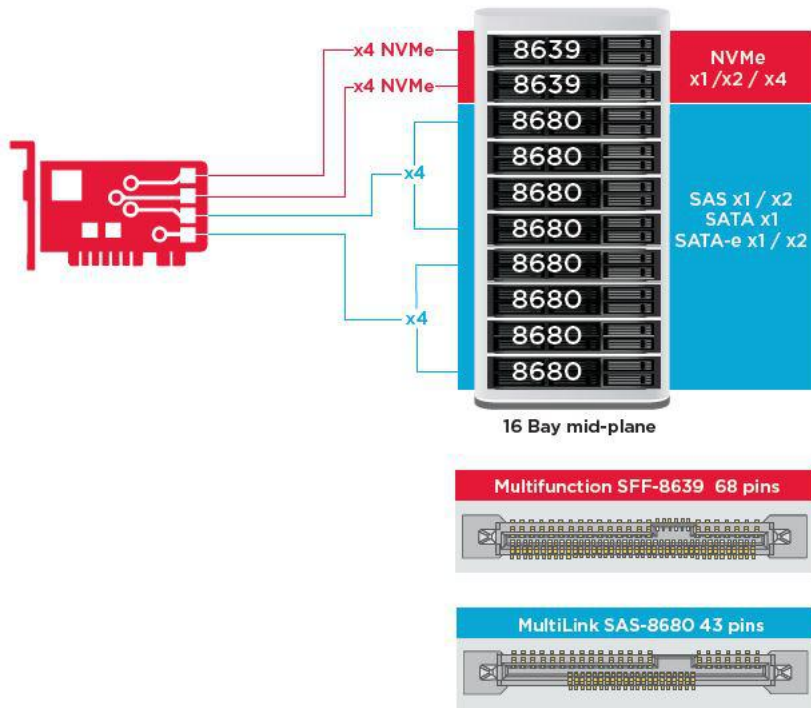 x4 NVMe
x4 NVMe
x4
x4
8639
8639
8680
8680
8680
8680
8680
8680
8680
8680
NVMe
x1 /x2 / x4
SAS x1 / x2
SATA x1
SATA-e x1 / x2
16 Bay mid-plane
Multifunction SFF-8639 68 pins
MultiLink SAS-8680 43 pins